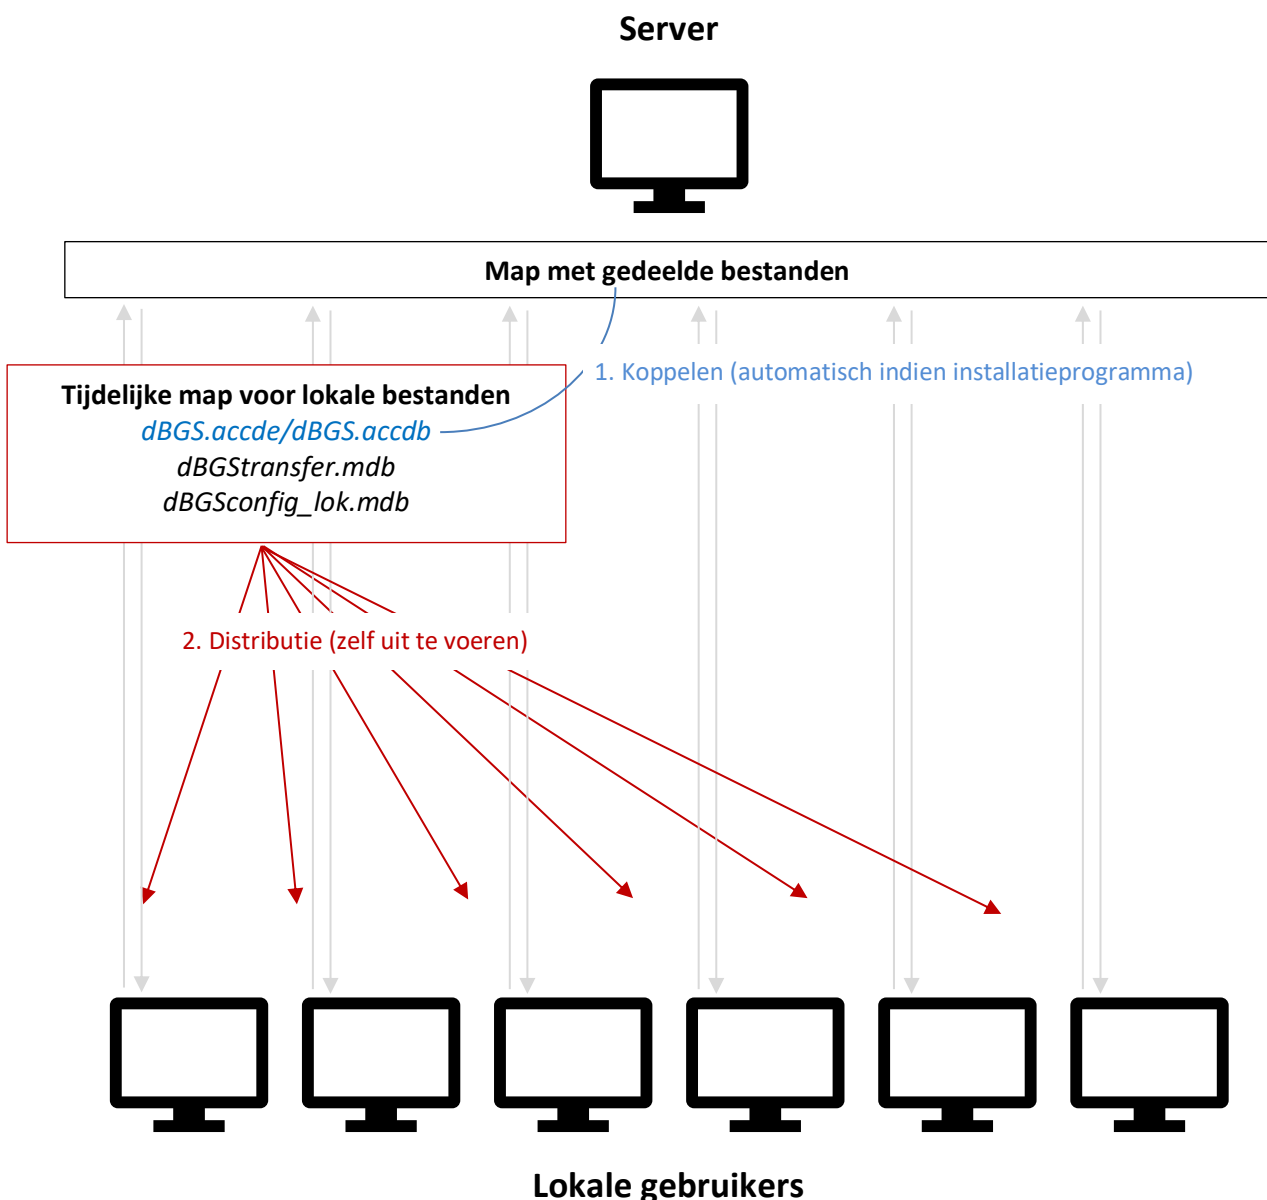 Server
Map met gedeelde bestanden
1. Koppelen (automatisch indien installatieprogramma)
Tijdelijke map voor lokale bestanden
dBGS.accde/dBGS.accdb
dBGStransfer.mdb
dBGSconfig_lok.mdb
2. Distributie (zelf uit te voeren)
Lokale gebruikers